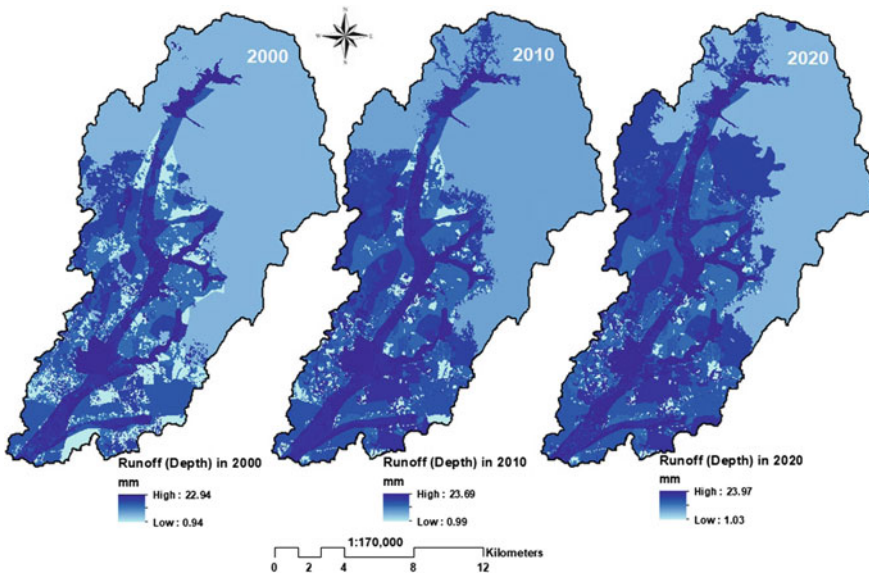 N
W E
S
2000
2010
2020
Runoff (Depth) in 2000
mm
High : 22.94
Low : 0.94
Runoff (Depth) in 2010
mm
High : 23.69
Low : 0.99
Runoff (Depth) in 2020
mm
High : 23.97
Low : 1.03
1:170,000
Kilometers
0 2 4 8 12